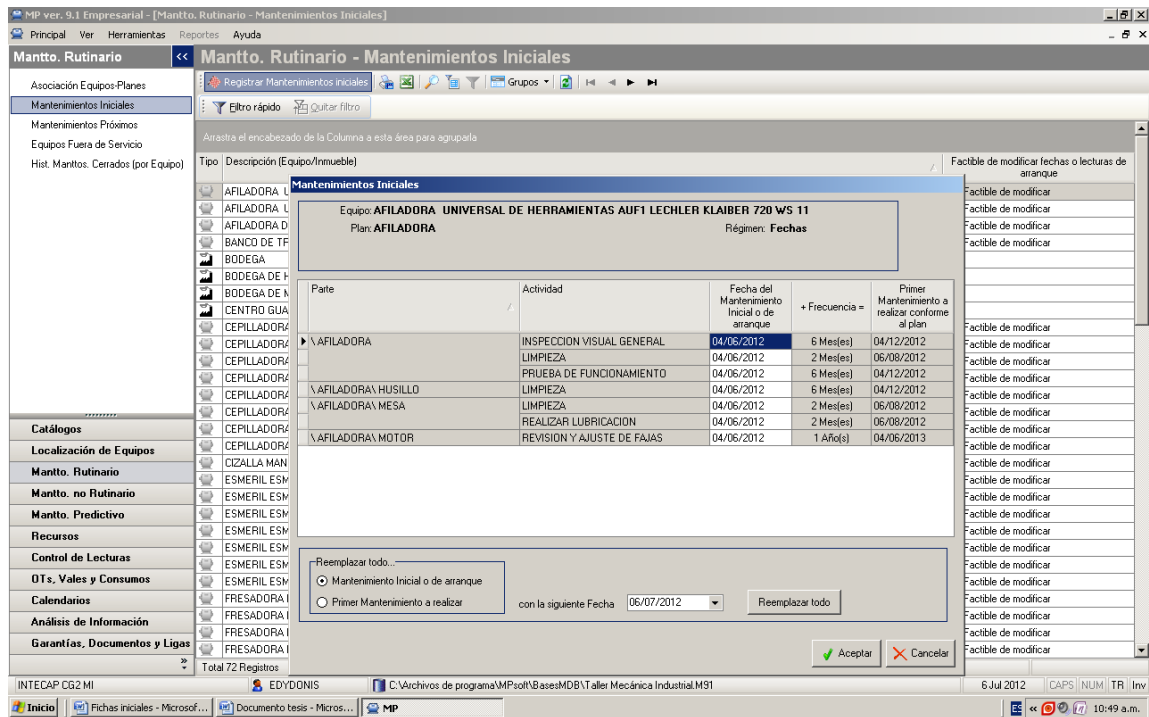 MP ver. 9.1 Empresarial - [Mantto. Rutinario - Mantenimientos Iniciales]
Principal Ver Herramientas Reportes Ayuda
Mantto. Rutinario <<
Mantto. Rutinario - Mantenimientos Iniciales
Registrar Mantenimientos iniciales Grupos
Filtro rápido Quitar filtro
Asociación Equipos-Planes
Mantenimientos Iniciales
Mantenimientos Próximos
Equipos Fuera de Servicio
Hist. Manttos. Cerrados (por Equipo)
Arrastra el encabezado de la Columna a esta área para agruparla
Tipo Descripción (Equipo/Inmueble) Factible de modificar fechas o lecturas de
arranque
AFILADORA U Factible de modificar
AFILADORA U Factible de modificar
AFILADORA D Factible de modificar
BANCO DE TF Factible de modificar
BODEGA
BODEGA DE H
BODEGA DE M
CENTRO GUA
CEPILLADORA Factible de modificar
CEPILLADORA Factible de modificar
CEPILLADORA Factible de modificar
CEPILLADORA Factible de modificar
CEPILLADORA Factible de modificar
CEPILLADORA Factible de modificar
CEPILLADORA Factible de modificar
CEPILLADORA Factible de modificar
CIZALLA MAN Factible de modificar
ESMERIL ESM Factible de modificar
ESMERIL ESM Factible de modificar
ESMERIL ESM Factible de modificar
ESMERIL ESM Factible de modificar
ESMERIL ESM Factible de modificar
ESMERIL ESM Factible de modificar
ESMERIL ESM Factible de modificar
FRESADORA Factible de modificar
FRESADORA Factible de modificar
FRESADORA Factible de modificar
FRESADORA Factible de modificar
Total 72 Registros
Mantenimientos Iniciales
Equipo: AFILADORA UNIVERSAL DE HERRAMIENTAS AUF1 LECHLER KLAIBER 720 WS 11
Plan: AFILADORA Régimen: Fechas
Parte Actividad Fecha del Mantenimiento Inicial o de arranque + Frecuencia = Primer Mantenimiento a realizar conforme al plan
\ AFILADORA INSPECCION VISUAL GENERAL 04/06/2012 6 Mes(es) 04/12/2012
LIMPIEZA 04/06/2012 2 Mes(es) 06/08/2012
PRUEBA DE FUNCIONAMIENTO 04/06/2012 6 Mes(es) 04/12/2012
\ AFILADORA\ HUSILLO LIMPIEZA 04/06/2012 6 Mes(es) 04/12/2012
\ AFILADORA\ MESA LIMPIEZA 04/06/2012 2 Mes(es) 06/08/2012
REALIZAR LUBRICACION 04/06/2012 2 Mes(es) 06/08/2012
\ AFILADORA\ MOTOR REVISION Y AJUSTE DE FAJAS 04/06/2012 1 Año(s) 04/06/2013
Reemplazar todo...
Mantenimiento Inicial o de arranque
Primer Mantenimiento a realizar con la siguiente Fecha 06/07/2012 Reemplazar todo
Aceptar Cancelar
Catálogos
Localización de Equipos
Mantto. Rutinario
Mantto. no Rutinario
Mantto. Predictivo
Recursos
Control de Lecturas
OTs, Vales y Consumos
Calendarios
Análisis de Información
Garantías, Documentos y Ligas
INTECAP CG2 MI EDYDONIS C:\Archivos de programa\MPsoft\BasesMDB\Taller Mecánica Industrial.M91 6 Jul 2012 CAPS NUM TR Inv
Inicio Fichas iniciales - Microsof... Documento tesis - Micros... MP ES « 10:49 a.m.